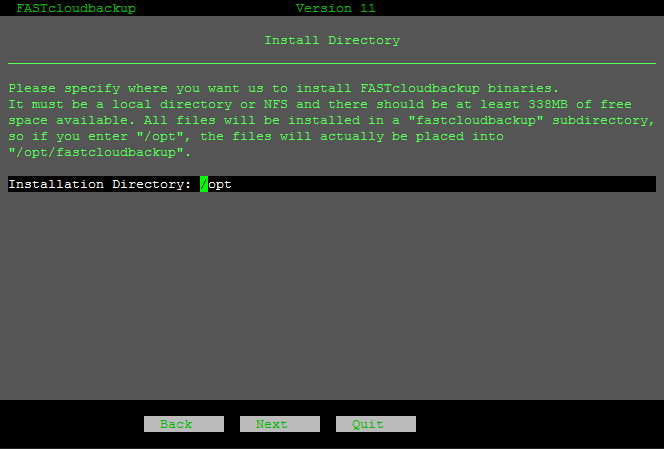 FASTcloudbackup Version 11
Install Directory
Please specify where you want us to install FASTcloudbackup binaries.
It must be a local directory or NFS and there should be at least 338MB of free
space available. All files will be installed in a "fastcloudbackup" subdirectory,
so if you enter "/opt", the files will actually be placed into
"/opt/fastcloudbackup".
Installation Directory: /opt
Back Next Quit